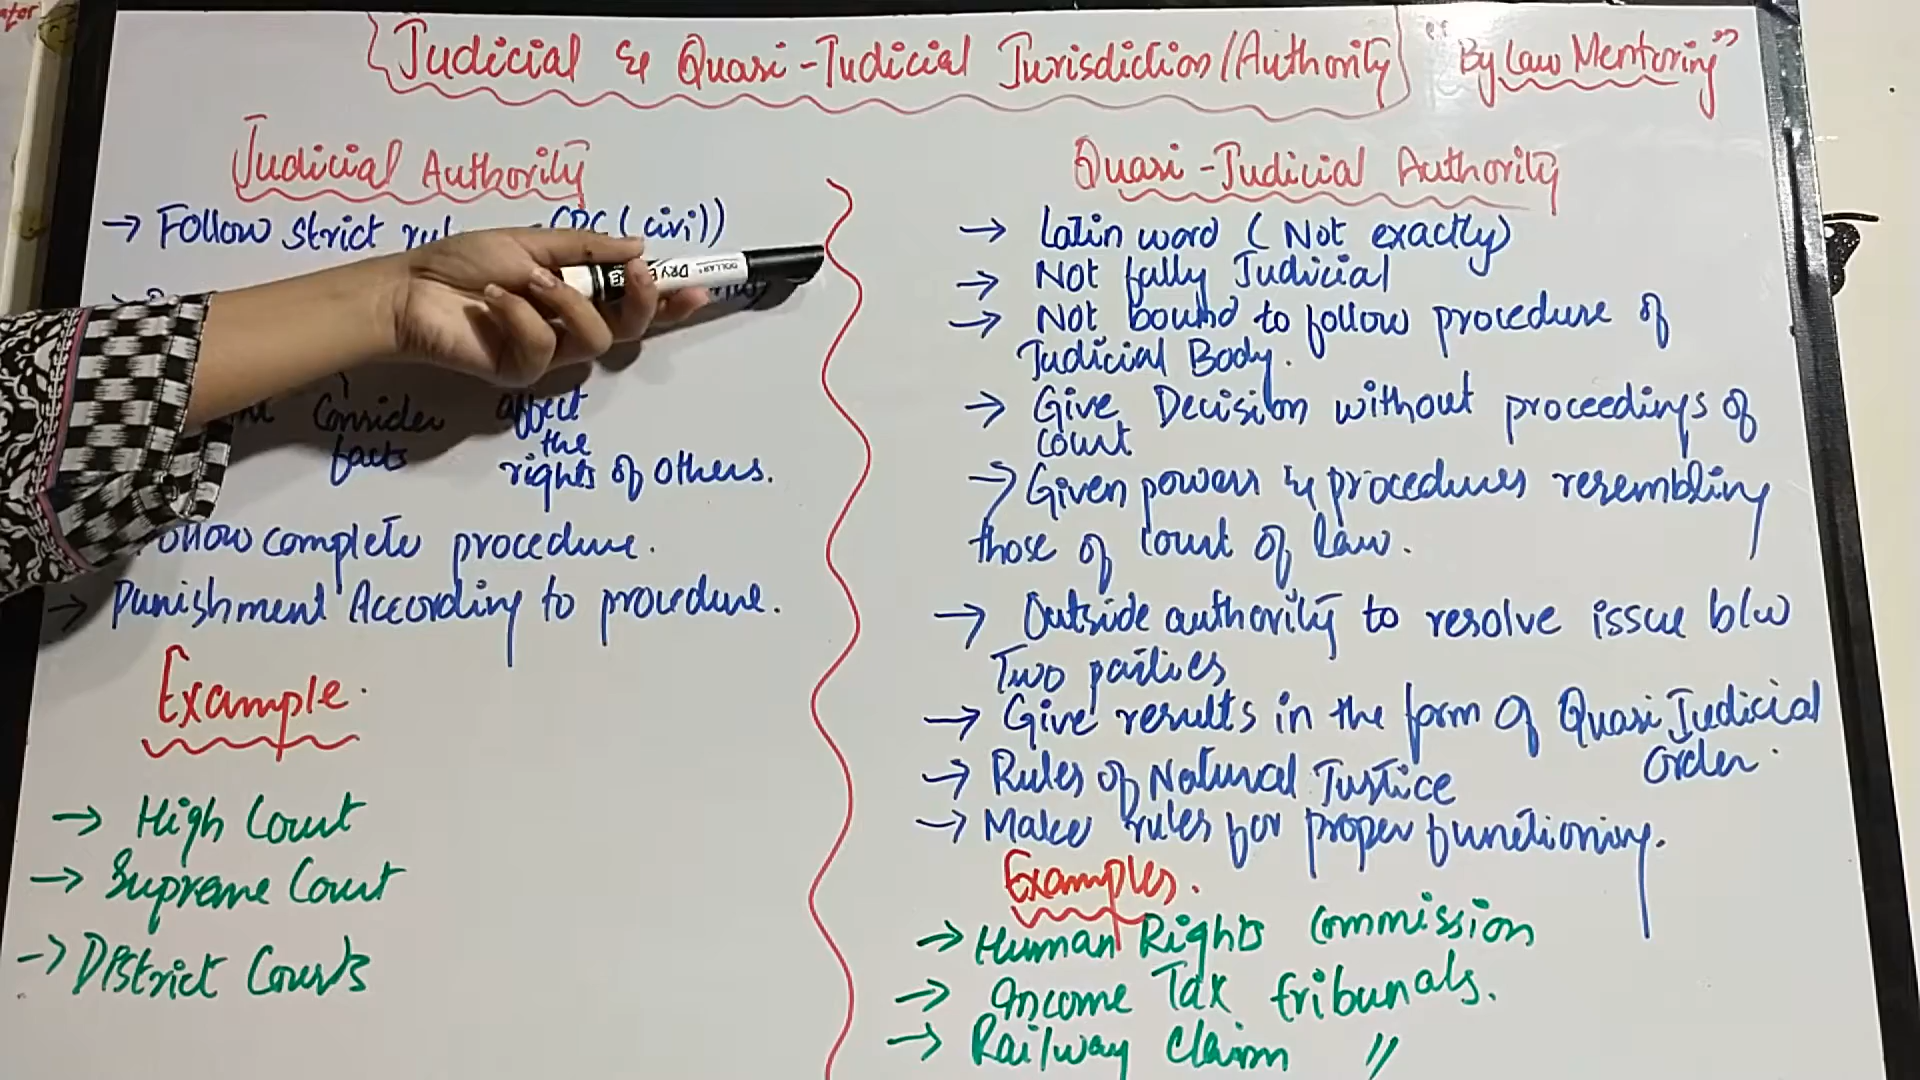 Judicial & Quasi-Judicial Jurisdiction/Authority "By Law Mentoring"
Judicial Authority
→ Follow strict CPC (civil)
Consider affect
facts the
rights of others.
Follow complete procedure.
→ Punishment According to procedure.
Example.
→ High Court
→ Supreme Court
→ District Courts
Quasi-Judicial Authority
→ Latin word (Not exactly)
→ Not fully Judicial
→ Not bound to follow procedure of
Judicial Body.
→ Give Decision without proceedings of
court
→ Given powers & procedures resembling
those of court of law.
→ Outside authority to resolve issue b/w
Two parties
→ Give results in the form of Quasi Judicial
order.
→ Rules of Natural Justice
→ Make rules for proper functioning.
Examples.
→ Human Rights Commission
→ Income Tax tribunals.
→ Railway Claim "
DOLLAR DRY E